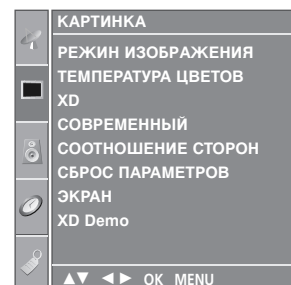 КАРТИНКА
РЕЖИН ИЗОБРАЖЕНИЯ
ТЕМПЕРАТУРА ЦВЕТОВ
XD
СОВРЕМЕННЫЙ
СООТНОШЕНИЕ СТОРОН
СБРОС ПАРАМЕТРОВ
ЭКРАН
XD Demo
▲▼ ◄► OK MENU